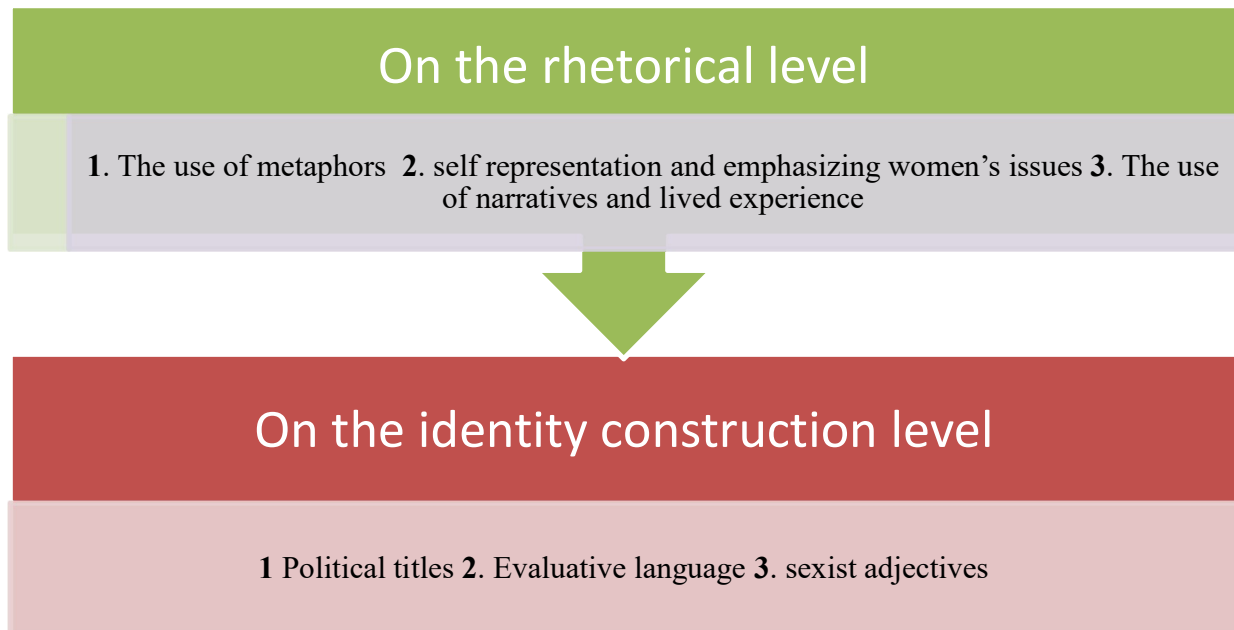 On the rhetorical level
1. The use of metaphors 2. self representation and emphasizing women’s issues 3. The use
of narratives and lived experience
On the identity construction level
1 Political titles 2. Evaluative language 3. sexist adjectives